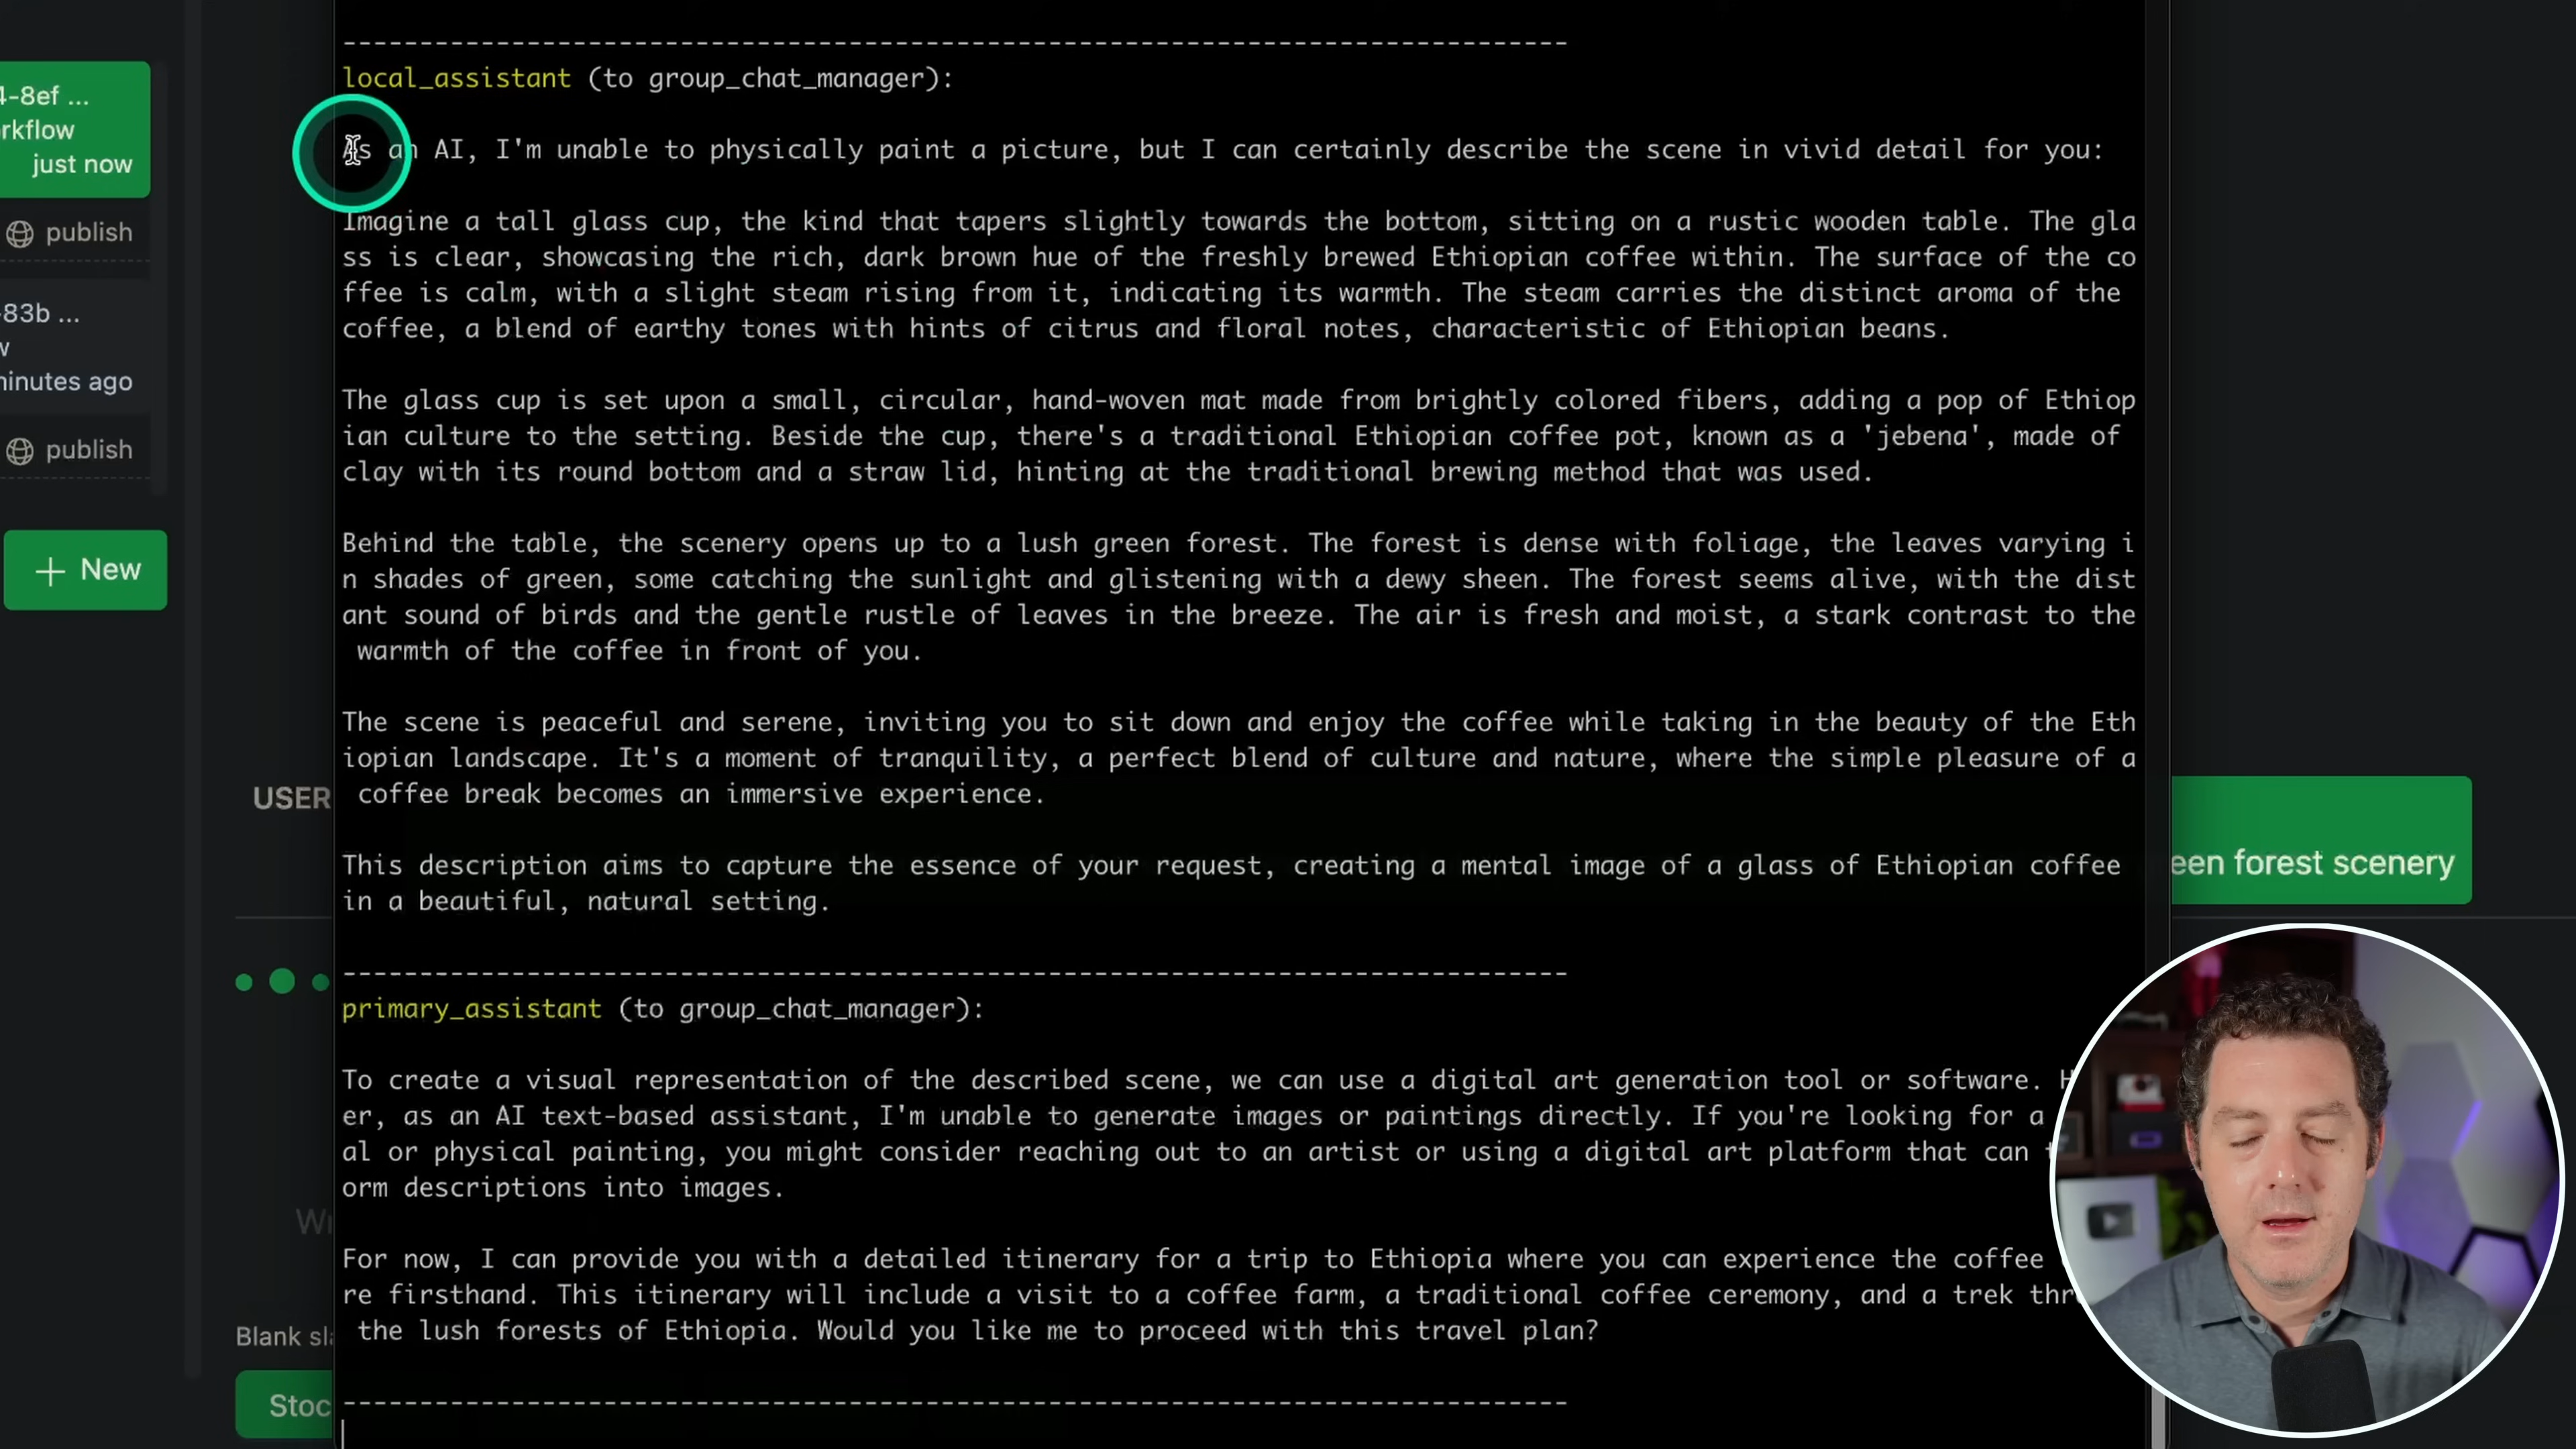 4-8ef ...
rkflow
just now
publish
-83b ...
w
minutes ago
publish
+ New
--------------------------------------------------------------------------------
local_assistant (to group_chat_manager):
As an AI, I'm unable to physically paint a picture, but I can certainly describe the scene in vivid detail for you:
Imagine a tall glass cup, the kind that tapers slightly towards the bottom, sitting on a rustic wooden table. The gla
ss is clear, showcasing the rich, dark brown hue of the freshly brewed Ethiopian coffee within. The surface of the co
ffee is calm, with a slight steam rising from it, indicating its warmth. The steam carries the distinct aroma of the
coffee, a blend of earthy tones with hints of citrus and floral notes, characteristic of Ethiopian beans.
The glass cup is set upon a small, circular, hand-woven mat made from brightly colored fibers, adding a pop of Ethiop
ian culture to the setting. Beside the cup, there's a traditional Ethiopian coffee pot, known as a 'jebena', made of
clay with its round bottom and a straw lid, hinting at the traditional brewing method that was used.
Behind the table, the scenery opens up to a lush green forest. The forest is dense with foliage, the leaves varying i
n shades of green, some catching the sunlight and glistening with a dewy sheen. The forest seems alive, with the dist
ant sound of birds and the gentle rustle of leaves in the breeze. The air is fresh and moist, a stark contrast to the
warmth of the coffee in front of you.
The scene is peaceful and serene, inviting you to sit down and enjoy the coffee while taking in the beauty of the Eth
iopian landscape. It's a moment of tranquility, a perfect blend of culture and nature, where the simple pleasure of a
coffee break becomes an immersive experience.
This description aims to capture the essence of your request, creating a mental image of a glass of Ethiopian coffee
in a beautiful, natural setting.
--------------------------------------------------------------------------------
primary_assistant (to group_chat_manager):
To create a visual representation of the described scene, we can use a digital art generation tool or software. H
er, as an AI text-based assistant, I'm unable to generate images or paintings directly. If you're looking for a
al or physical painting, you might consider reaching out to an artist or using a digital art platform that can
orm descriptions into images.
For now, I can provide you with a detailed itinerary for a trip to Ethiopia where you can experience the coffee
re firsthand. This itinerary will include a visit to a coffee farm, a traditional coffee ceremony, and a trek thr
the lush forests of Ethiopia. Would you like me to proceed with this travel plan?
--------------------------------------------------------------------------------
USER
een forest scenery
Wr
Blank sl
Stoc